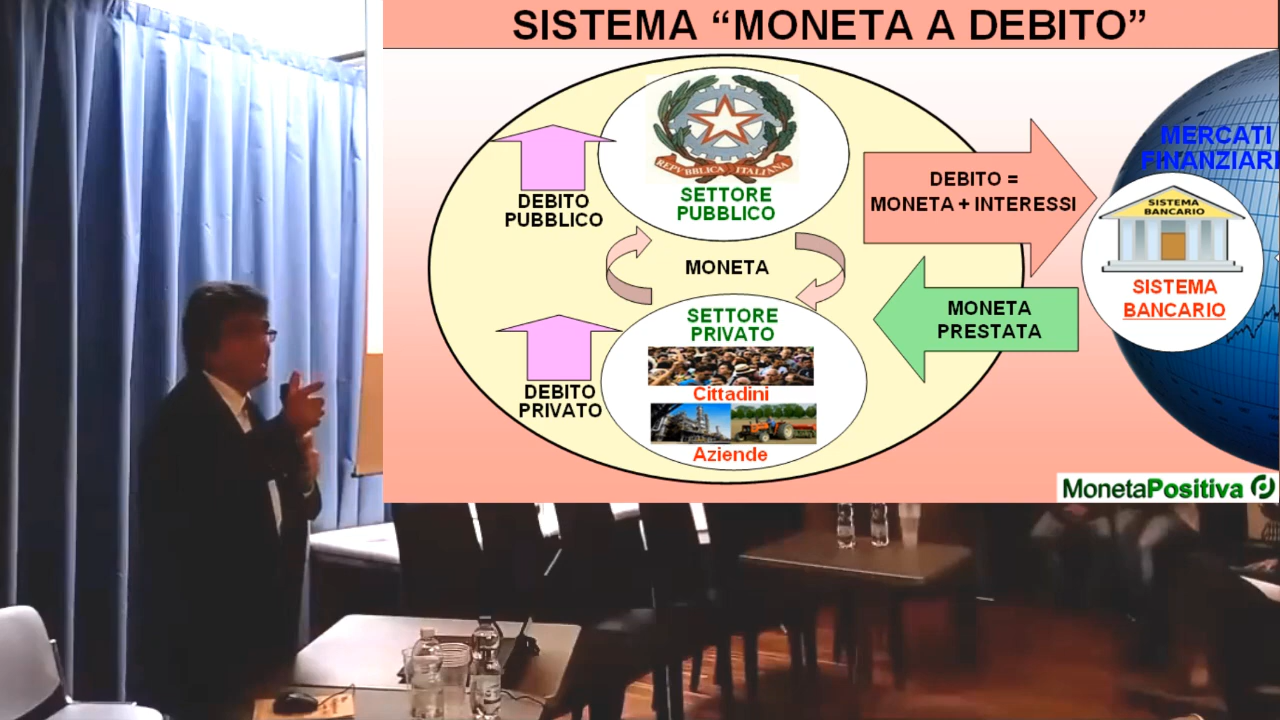 SISTEMA “MONETA A DEBITO”
REPVBBLICA ITALIANA
SETTORE
PUBBLICO
DEBITO
PUBBLICO
MONETA
SETTORE
PRIVATO
Cittadini
Aziende
DEBITO
PRIVATO
DEBITO =
MONETA + INTERESSI
MONETA
PRESTATA
MERCATI
FINANZIARI
SISTEMA
BANCARIO
SISTEMA
BANCARIO
MonetaPositiva